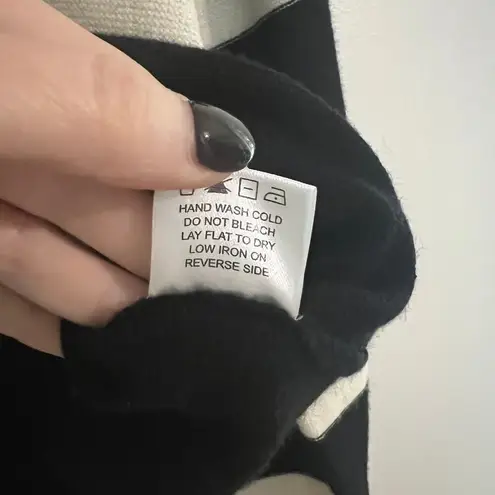 HAND WASH COLD
DO NOT BLEACH
LAY FLAT TO DRY
LOW IRON ON
REVERSE SIDE